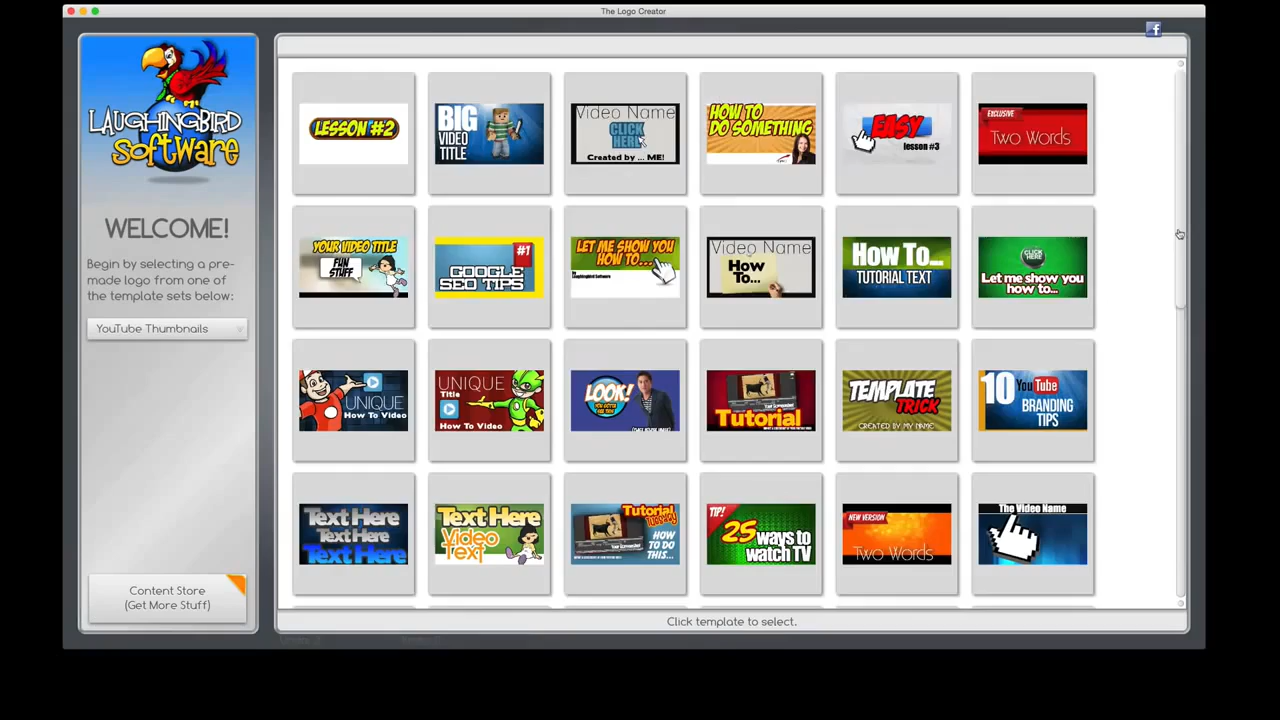 The Logo Creator
f
LAUGHINGBIRD
SOFTWARE
WELCOME!
Begin by selecting a pre-
made logo from one of
the template sets below:
YouTube Thumbnails
Content Store
(Get More Stuff)
LESSON #2
BIG
VIDEO
TITLE
Video Name
CLICK
HERE
Created by ... ME!
HOW TO
DO SOMETHING
EASY
lesson #3
EXCLUSIVE
Two Words
YOUR VIDEO TITLE
FUN
STUFF
#1
GOOGLE
SEO TIPS
LET ME SHOW YOU
HOW TO...
by Laughingbird Software
Video Name
How
To...
How To...
TUTORIAL TEXT
CLICK
HERE
Let me show you
how to...
UNIQUE
How To Video
UNIQUE
Title
How To Video
LOOK!
Tutorial
TEMPLATE
TRICK
CREATED BY MY NAME
10 YouTube
BRANDING
TIPS
Text Here
Text Here
Text Here
Text Here
Video
Text
Tutorial
HOW
TO DO
THIS...
TIP!
25 ways to
watch TV
NEW VERSION
Two Words
The Video Name
Click template to select.